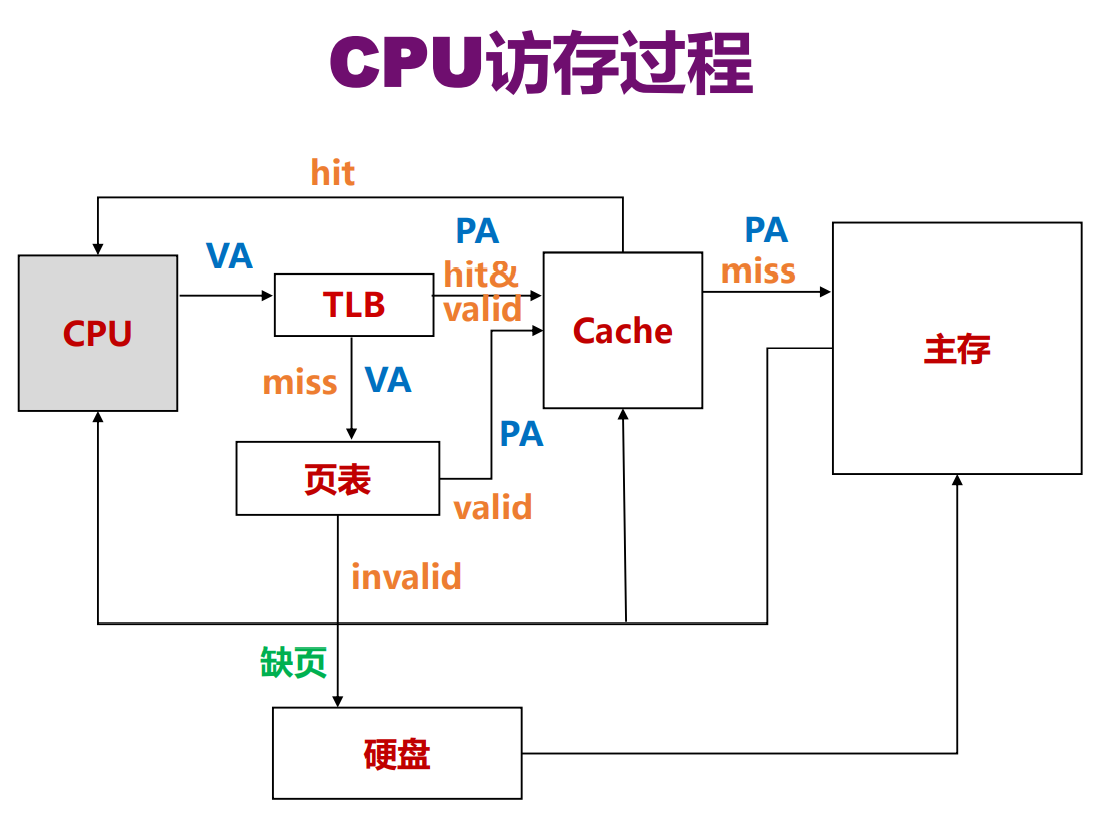 CPU访存过程
hit
VA
PA
hit&
valid
PA
miss
CPU
TLB
Cache
主存
miss
VA
PA
页表
valid
invalid
缺页
硬盘